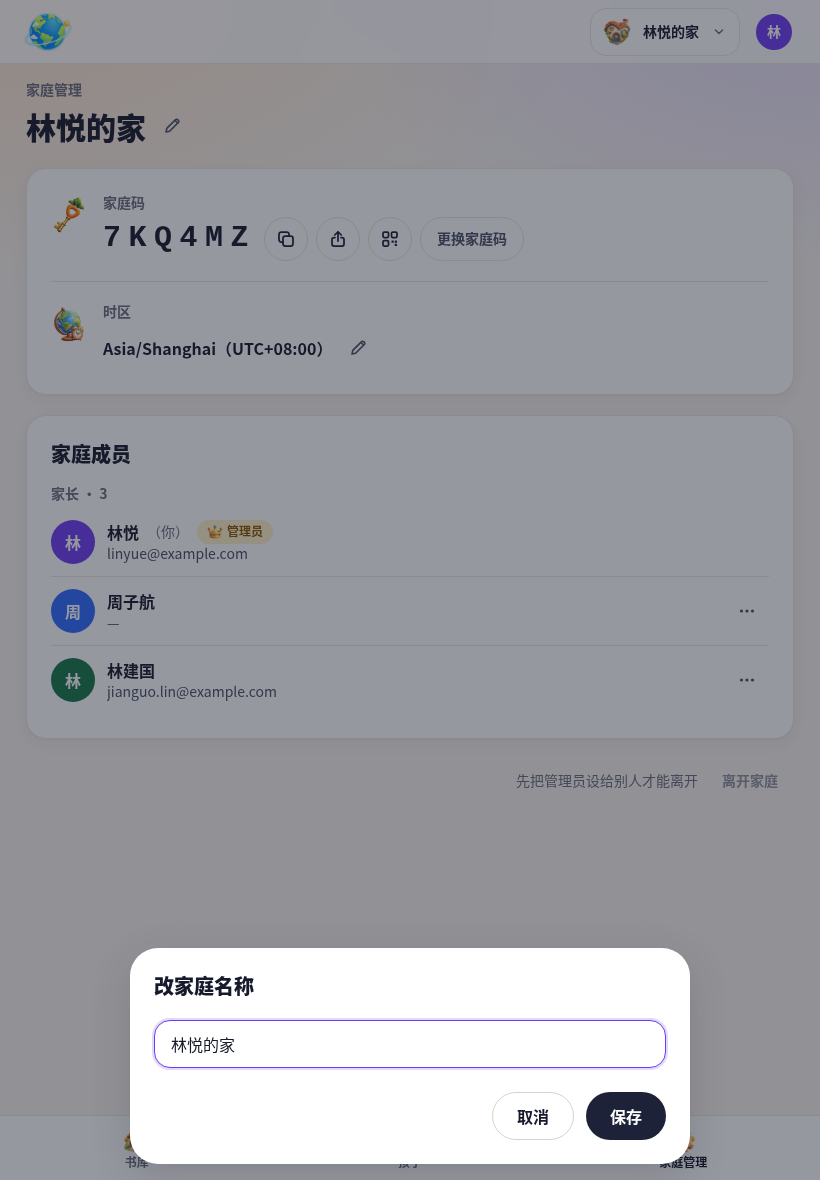 林悦的家
林
家庭管理
林悦的家
家庭码
7KQ4MZ
更换家庭码
时区
Asia/Shanghai（UTC+08:00）
家庭成员
家长 · 3
林
林悦 （你） 管理员
linyue@example.com
周
周子航
—
林
林建国
jianguo.lin@example.com
先把管理员设给别人才能离开 离开家庭
改家庭名称
林悦的家
取消 保存
书库
家庭管理